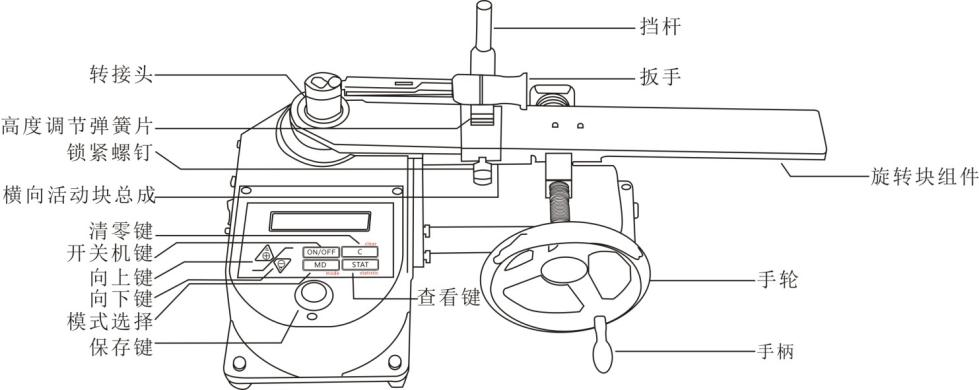 挡杆
转接头
扳手
高度调节弹簧片
锁紧螺钉
横向活动块总成
旋转块组件
清零键
clear
开关机键
ON/OFF C
向上键
MD STAT
mode statistic
向下键
查看键
手轮
模式选择
保存键
手柄